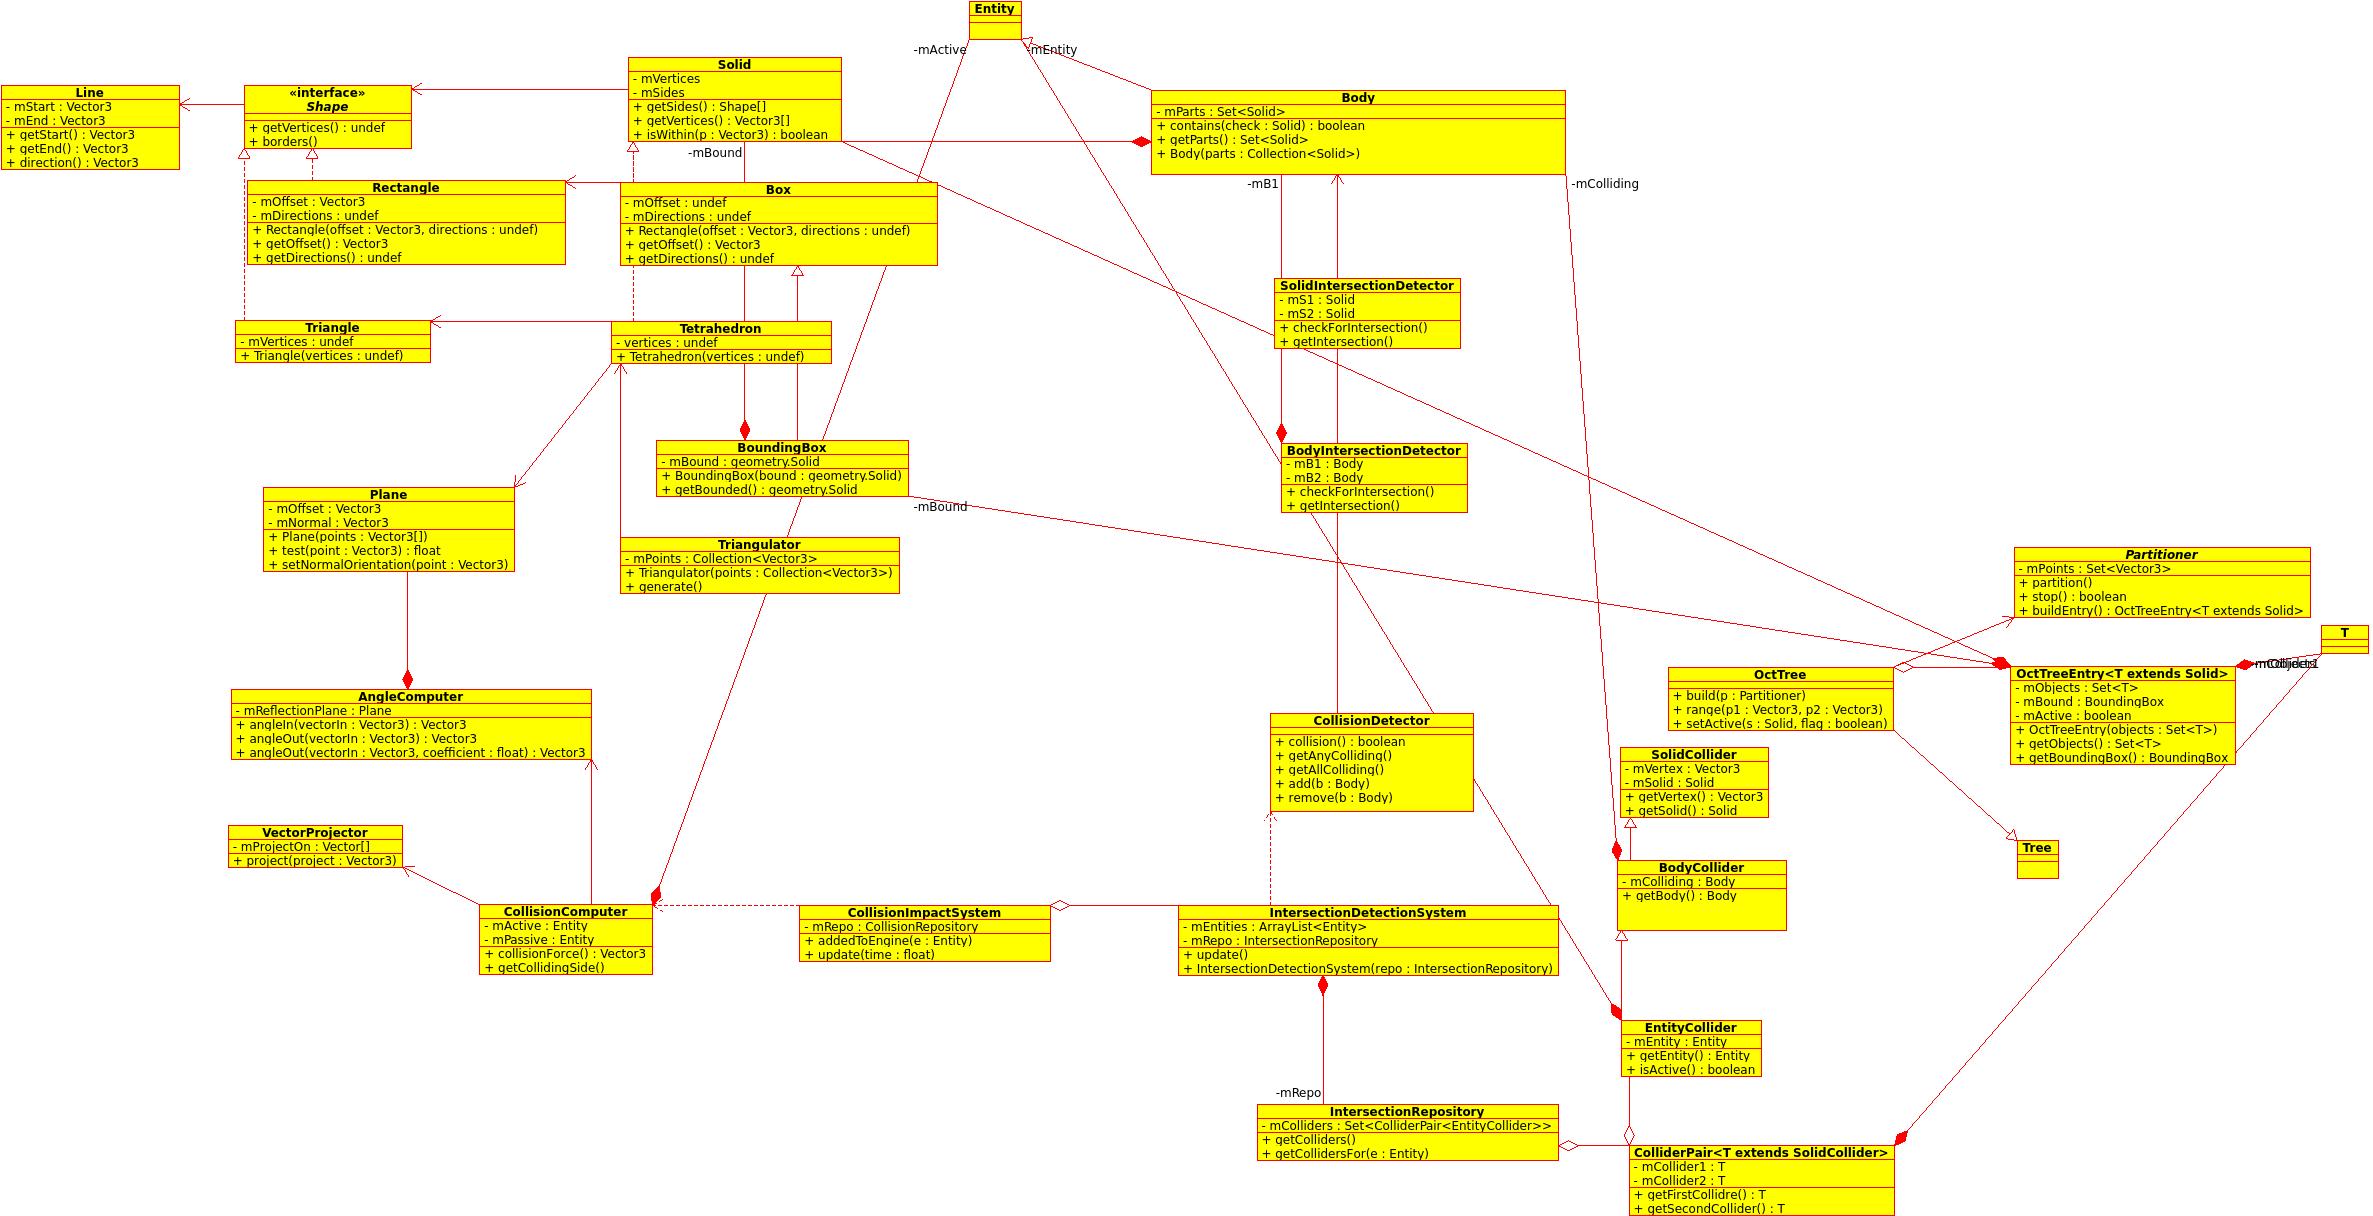 Entity
-mActive
-mEntity
Solid
- mVertices
- mSides
+ getSides() : Shape[]
+ getVertices() : Vector3[]
+ isWithin(p : Vector3) : boolean
Line
- mStart : Vector3
- mEnd : Vector3
+ getStart() : Vector3
+ getEnd() : Vector3
+ direction() : Vector3
«interface»
Shape
+ getVertices() : undef
+ borders()
Body
- mParts : Set<Solid>
+ contains(check : Solid) : boolean
+ getParts() : Set<Solid>
+ Body(parts : Collection<Solid>)
-mBound
-mB1
-mColliding
Rectangle
- mOffset : Vector3
- mDirections : undef
+ Rectangle(offset : Vector3, directions : undef)
+ getOffset() : Vector3
+ getDirections() : undef
Box
- mOffset : undef
- mDirections : undef
+ Rectangle(offset : Vector3, directions : undef)
+ getOffset() : Vector3
+ getDirections() : undef
SolidIntersectionDetector
- mS1 : Solid
- mS2 : Solid
+ checkForIntersection()
+ getIntersection()
Triangle
- mVertices : undef
+ Triangle(vertices : undef)
Tetrahedron
- vertices : undef
+ Tetrahedron(vertices : undef)
BoundingBox
- mBound : geometry.Solid
+ BoundingBox(bound : geometry.Solid)
+ getBounded() : geometry.Solid
-mBound
BodyIntersectionDetector
- mB1 : Body
- mB2 : Body
+ checkForIntersection()
+ getIntersection()
Plane
- mOffset : Vector3
- mNormal : Vector3
+ Plane(points : Vector3[])
+ test(point : Vector3) : float
+ setNormalOrientation(point : Vector3)
Triangulator
- mPoints : Collection<Vector3>
+ Triangulator(points : Collection<Vector3>)
+ generate()
Partitioner
- mPoints : Set<Vector3>
+ partition()
+ stop() : boolean
+ buildEntry() : OctTreeEntry<T extends Solid>
T
OctTree
+ build(p : Partitioner)
+ range(p1 : Vector3, p2 : Vector3)
+ setActive(s : Solid, flag : boolean)
OctTreeEntry<T extends Solid>
- mObjects : Set<T>
- mBound : BoundingBox
- mActive : boolean
+ OctTreeEntry(objects : Set<T>)
+ getObjects() : Set<T>
+ getBoundingBox() : BoundingBox
AngleComputer
- mReflectionPlane : Plane
+ angleIn(vectorIn : Vector3) : Vector3
+ angleOut(vectorIn : Vector3) : Vector3
+ angleOut(vectorIn : Vector3, coefficient : float) : Vector3
CollisionDetector
+ collision() : boolean
+ getAnyColliding()
+ getAllColliding()
+ add(b : Body)
+ remove(b : Body)
SolidCollider
- mVertex : Vector3
- mSolid : Solid
+ getVertex() : Vector3
+ getSolid() : Solid
VectorProjector
- mProjectOn : Vector[]
+ project(project : Vector3)
Tree
BodyCollider
- mColliding : Body
+ getBody() : Body
CollisionComputer
- mActive : Entity
- mPassive : Entity
+ collisionForce() : Vector3
+ getCollidingSide()
CollisionImpactSystem
- mRepo : CollisionRepository
+ addedToEngine(e : Entity)
+ update(time : float)
IntersectionDetectionSystem
- mEntities : ArrayList<Entity>
- mRepo : IntersectionRepository
+ update()
+ IntersectionDetectionSystem(repo : IntersectionRepository)
EntityCollider
- mEntity : Entity
+ getEntity() : Entity
+ isActive() : boolean
-mRepo
IntersectionRepository
- mColliders : Set<ColliderPair<EntityCollider>>
+ getColliders()
+ getCollidersFor(e : Entity)
ColliderPair<T extends SolidCollider>
- mCollider1 : T
- mCollider2 : T
+ getFirstCollidre() : T
+ getSecondCollider() : T